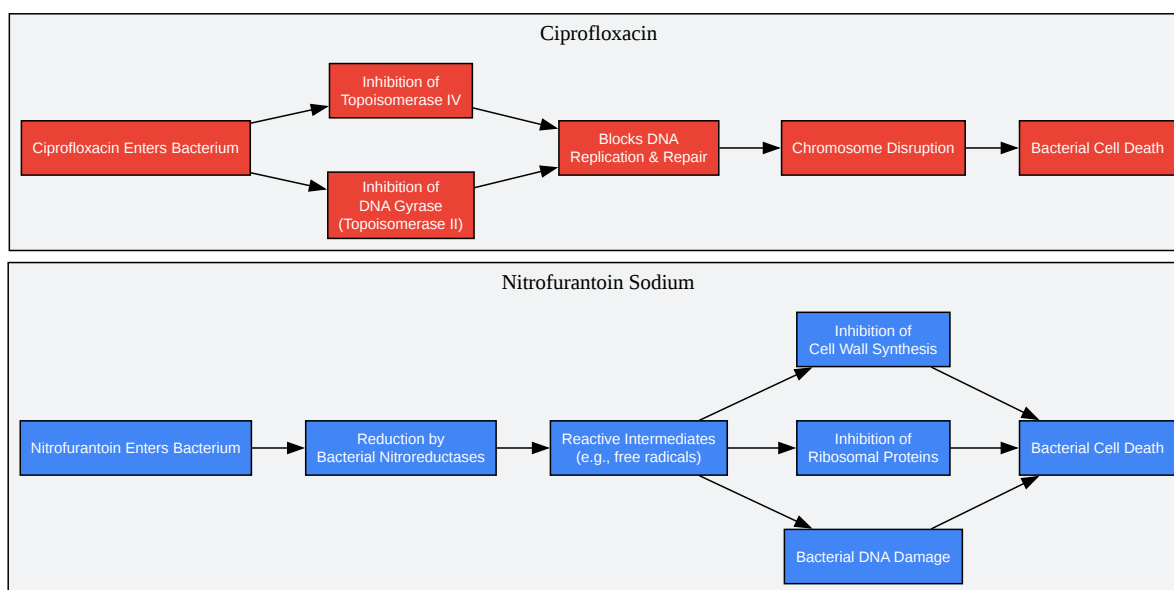 Ciprofloxacin
Ciprofloxacin Enters Bacterium
Inhibition of
Topoisomerase IV
Inhibition of
DNA Gyrase
(Topoisomerase II)
Blocks DNA
Replication & Repair
Chromosome Disruption
Bacterial Cell Death
Nitrofurantoin Sodium
Nitrofurantoin Enters Bacterium
Reduction by
Bacterial Nitroreductases
Reactive Intermediates
(e.g., free radicals)
Inhibition of
Cell Wall Synthesis
Inhibition of
Ribosomal Proteins
Bacterial DNA Damage
Bacterial Cell Death